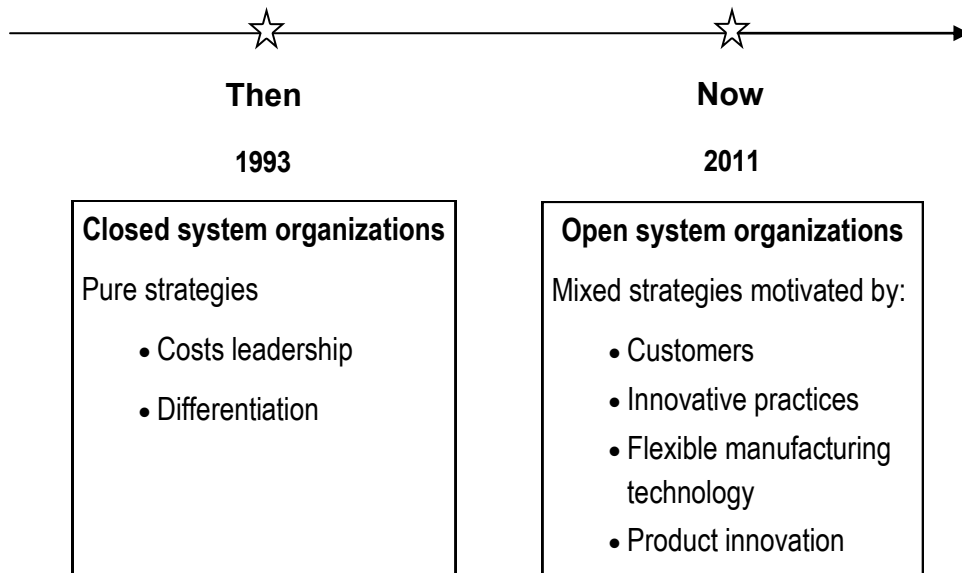 Then
Now
1993
2011
Closed system organizations
Pure strategies
• Costs leadership
• Differentiation
Open system organizations
Mixed strategies motivated by:
• Customers
• Innovative practices
• Flexible manufacturing
technology
• Product innovation